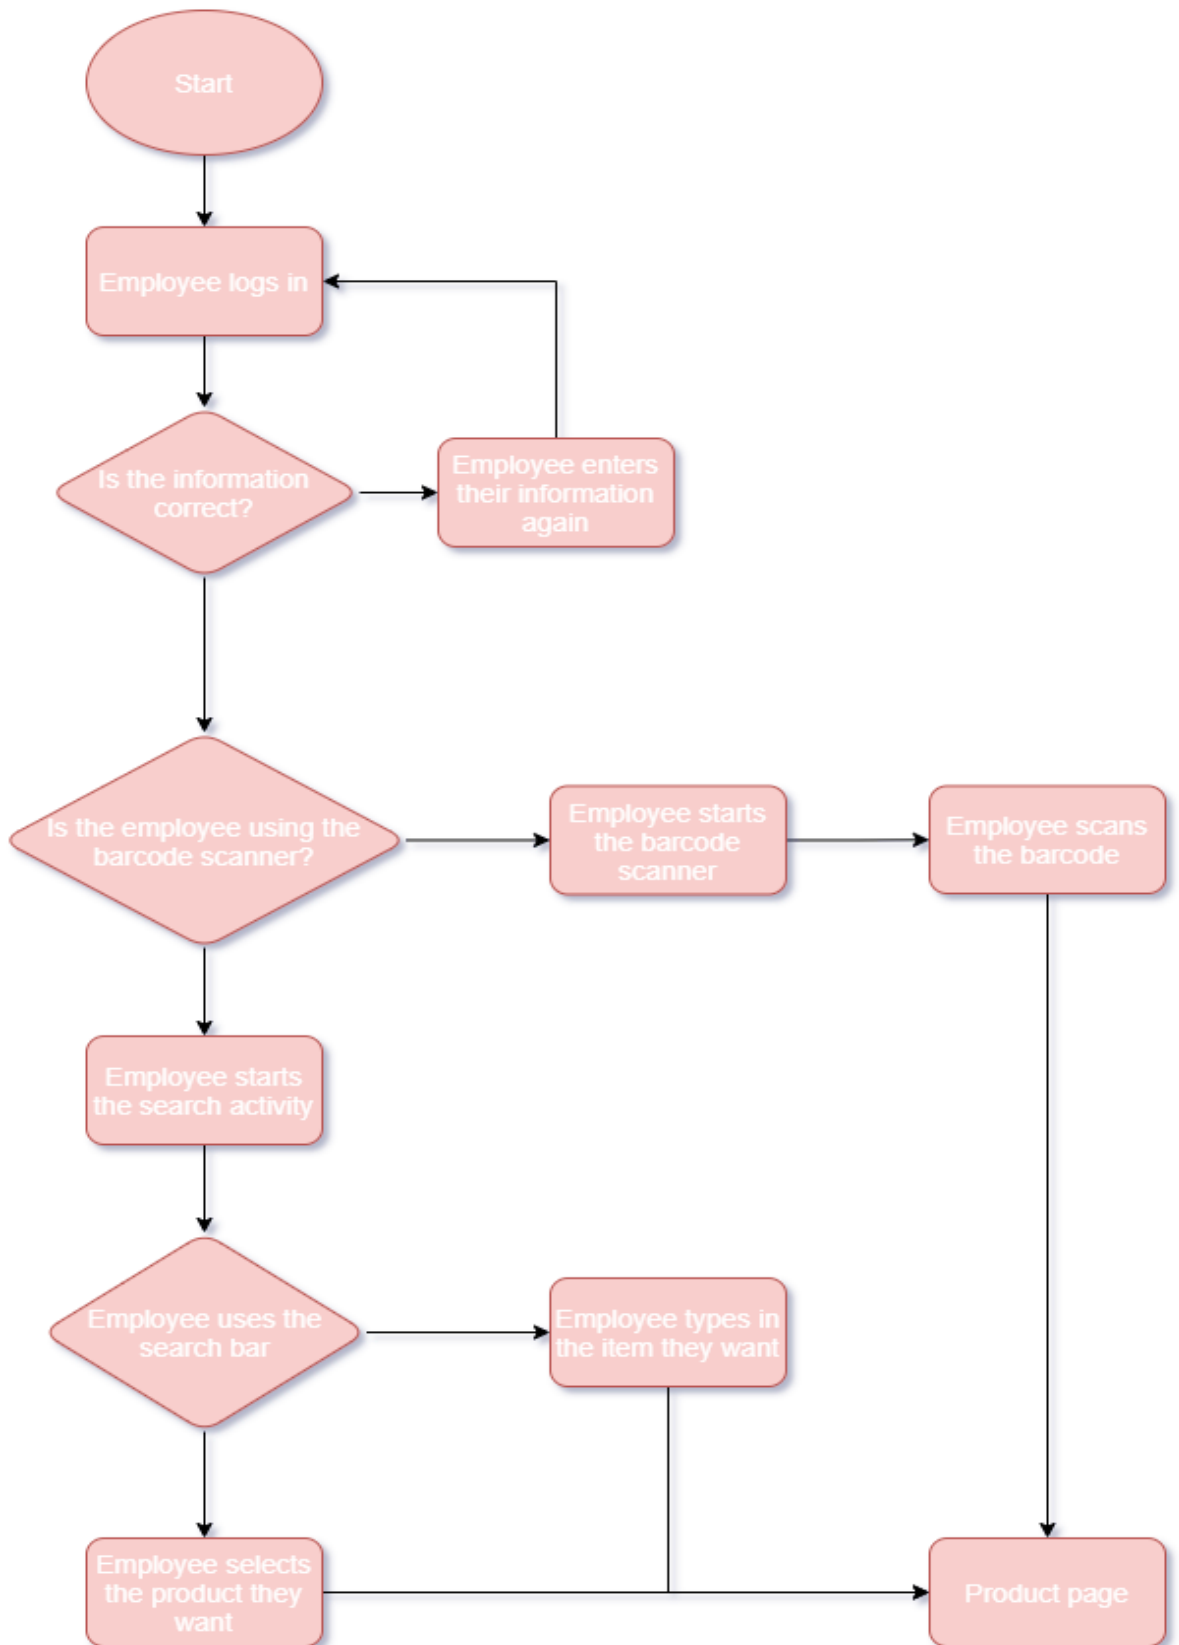 Start
Employee logs in
Is the information
correct?
Employee enters
their information
again
Is the employee using the
barcode scanner?
Employee starts
the barcode
scanner
Employee scans
the barcode
Employee starts
the search activity
Employee uses the
search bar
Employee types in
the item they want
Employee selects
the product they
want
Product page